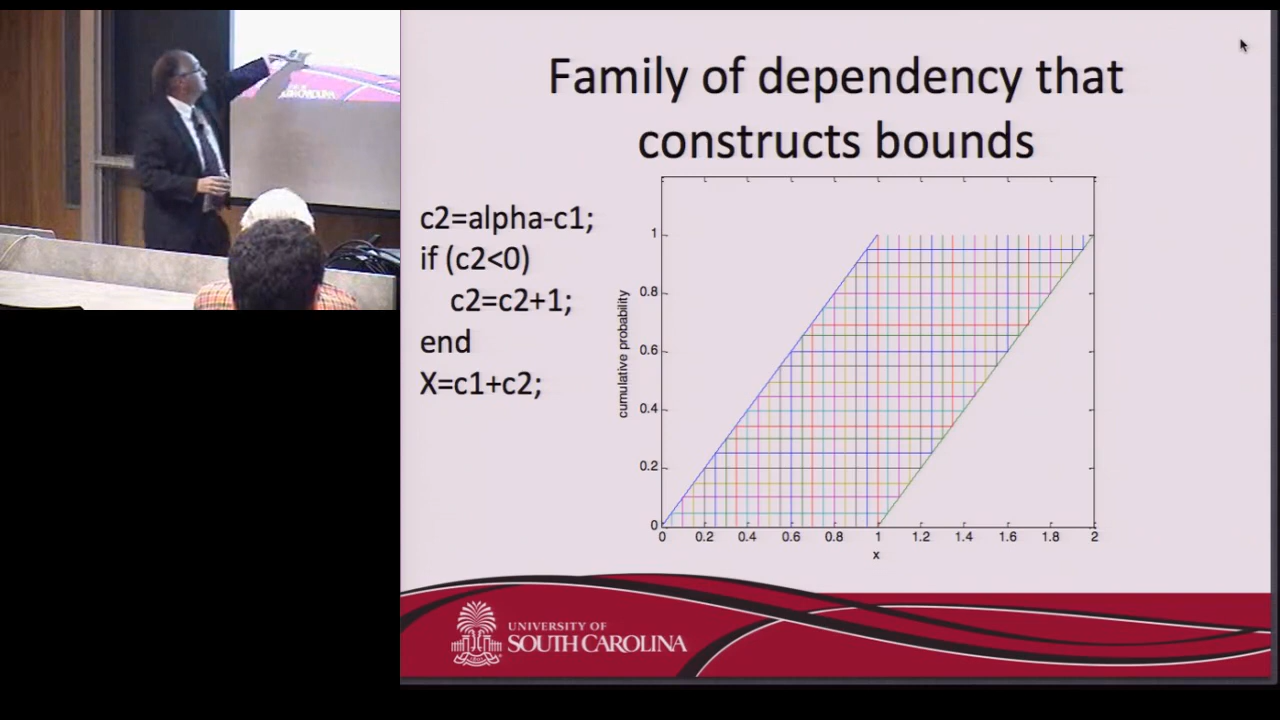 Family of dependency that
constructs bounds
c2=alpha-c1;
if (c2<0)
c2=c2+1;
end
X=c1+c2;
cumulative probability
1
0.8
0.6
0.4
0.2
0
0 0.2 0.4 0.6 0.8 1 1.2 1.4 1.6 1.8 2
x
UNIVERSITY OF
SOUTH CAROLINA
SOUTH CAROLINA